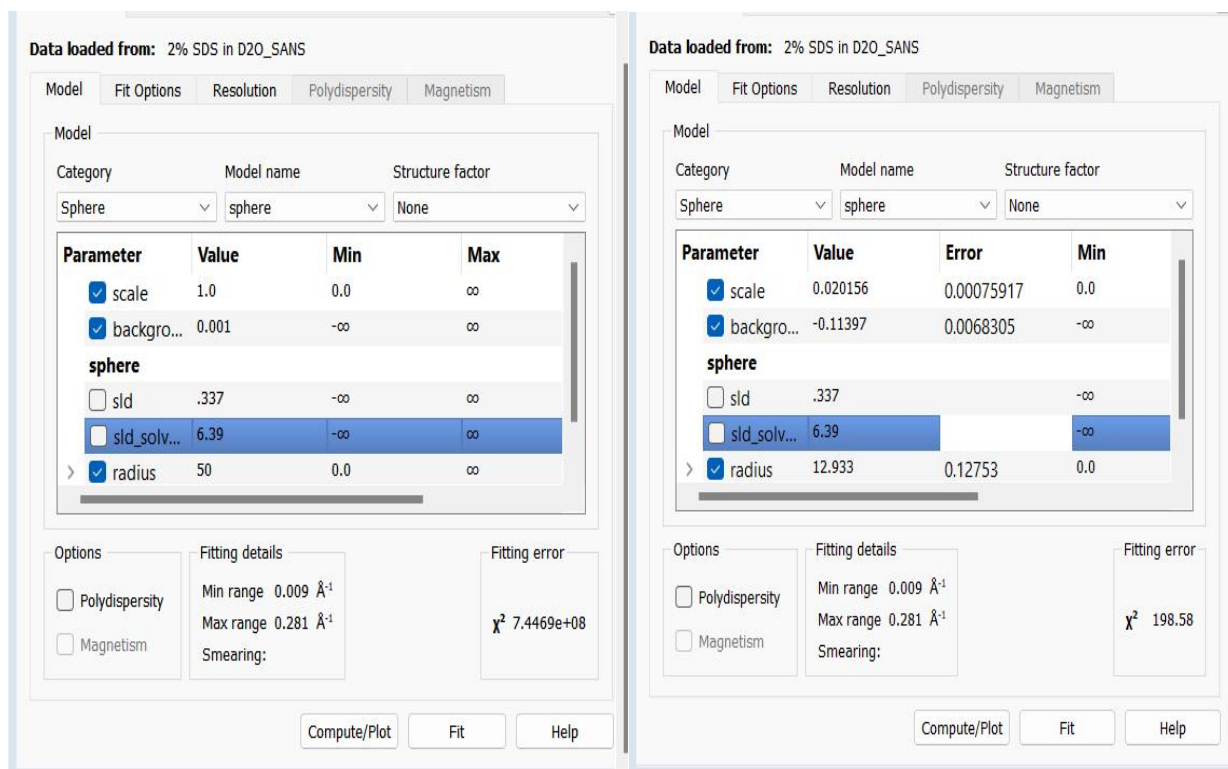 Data loaded from: 2% SDS in D2O_SANS
Model Fit Options Resolution Polydispersity Magnetism
Model
Category Model name Structure factor
Sphere sphere None
Parameter Value Min Max
scale 1.0 0.0 ∞
backgro... 0.001 -∞ ∞
sphere
sld .337 -∞ ∞
sld_solv... 6.39 -∞ ∞
radius 50 0.0 ∞
Options Fitting details Fitting error
Polydispersity
Magnetism
Min range 0.009 Å⁻¹
Max range 0.281 Å⁻¹
Smearing:
χ² 7.4469e+08
Compute/Plot Fit Help
Data loaded from: 2% SDS in D2O_SANS
Model Fit Options Resolution Polydispersity Magnetism
Model
Category Model name Structure factor
Sphere sphere None
Parameter Value Error Min
scale 0.020156 0.00075917 0.0
backgro... -0.11397 0.0068305 -∞
sphere
sld .337 -∞
sld_solv... 6.39 -∞
radius 12.933 0.12753 0.0
Options Fitting details Fitting error
Polydispersity
Magnetism
Min range 0.009 Å⁻¹
Max range 0.281 Å⁻¹
Smearing:
χ² 198.58
Compute/Plot Fit Help